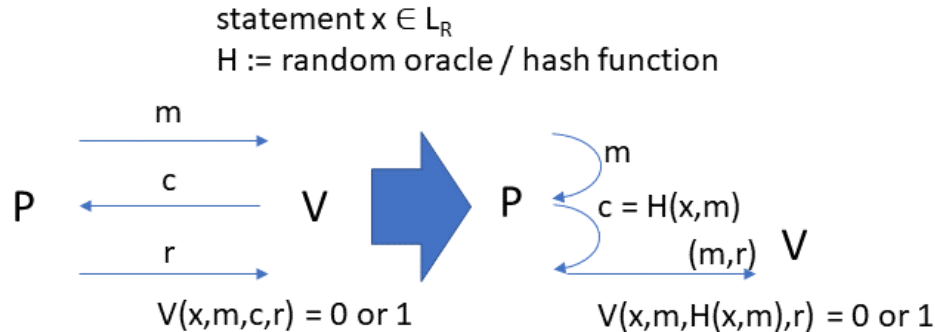 statement x ∈ L_R
H := random oracle / hash function
m
c
r
P
V
V(x,m,c,r) = 0 or 1
P
m
c = H(x,m)
(m,r)
V
V(x,m,H(x,m),r) = 0 or 1